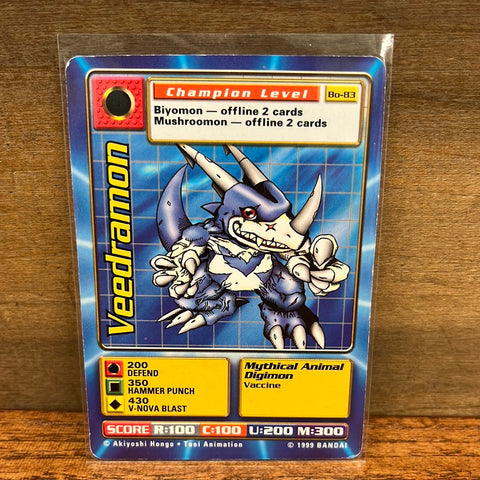 Champion Level
Bo-83
Biyomon — offline 2 cards
Mushroomon — offline 2 cards
Veedramon
200
DEFEND
350
HAMMER PUNCH
430
V-NOVA BLAST
Mythical Animal
Digimon
Vaccine
SCORE R:100 C:100 U:200 M:300
© Akiyoshi Hongo • Toei Animation © 1999 BANDAI